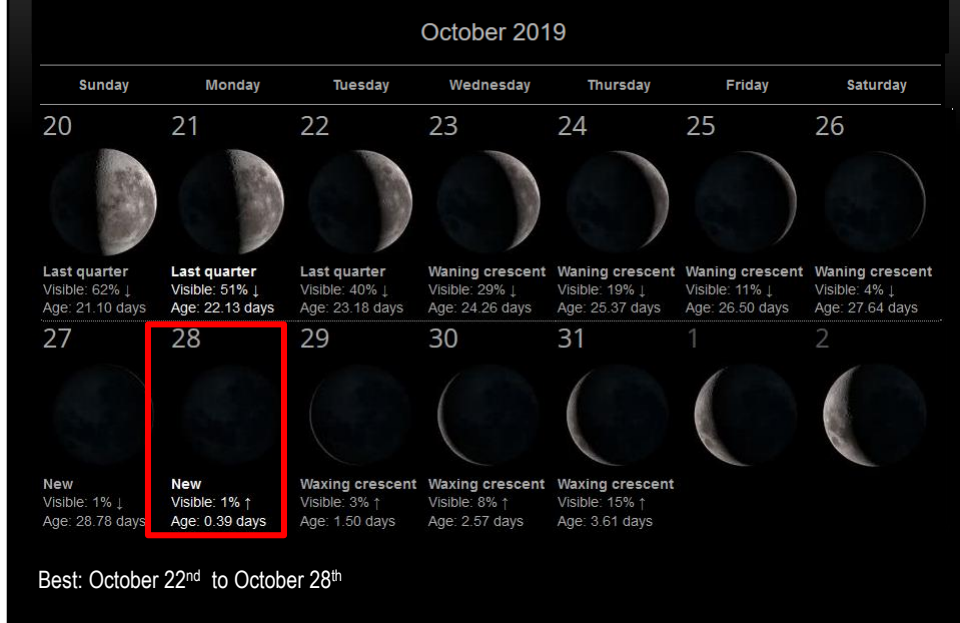 October 2019
Sunday Monday Tuesday Wednesday Thursday Friday Saturday
20 21 22 23 24 25 26
Last quarter Last quarter Last quarter Waning crescent Waning crescent Waning crescent Waning crescent
Visible: 62% ↓ Visible: 51% ↓ Visible: 40% ↓ Visible: 29% ↓ Visible: 19% ↓ Visible: 11% ↓ Visible: 4% ↓
Age: 21.10 days Age: 22.13 days Age: 23.18 days Age: 24.26 days Age: 25.37 days Age: 26.50 days Age: 27.64 days
27 28 29 30 31 1 2
New New Waxing crescent Waxing crescent Waxing crescent
Visible: 1% ↓ Visible: 1% ↑ Visible: 3% ↑ Visible: 8% ↑ Visible: 15% ↑
Age: 28.78 days Age: 0.39 days Age: 1.50 days Age: 2.57 days Age: 3.61 days
Best: October 22nd to October 28th